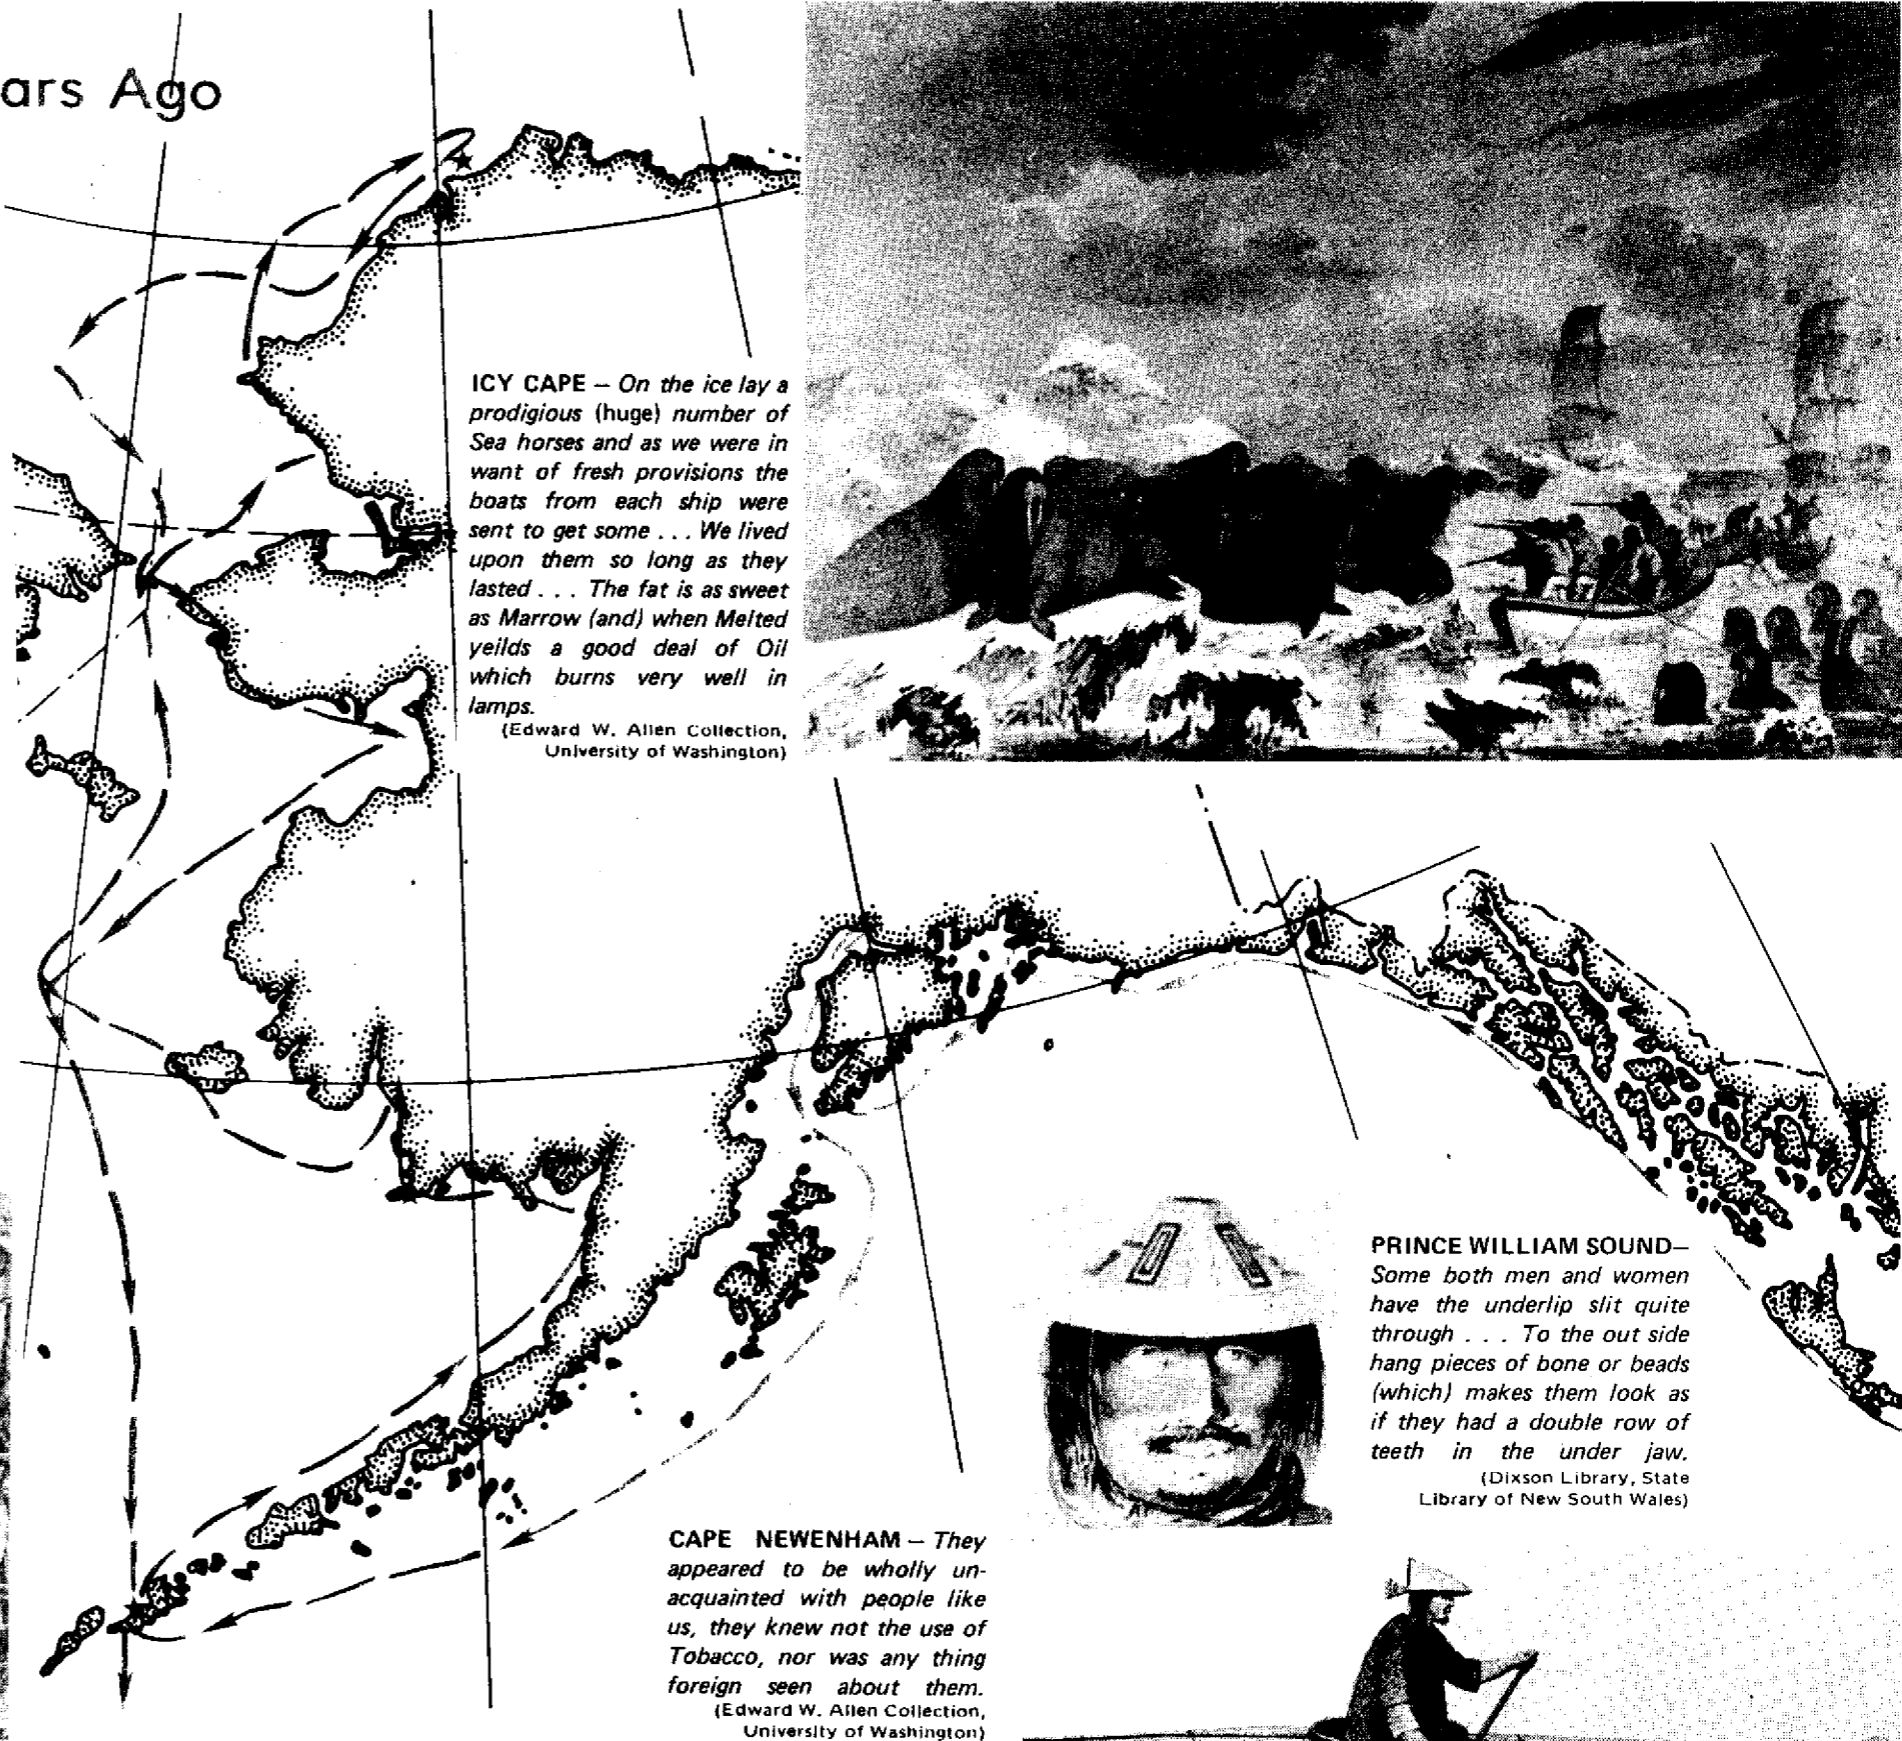 ars Ago
ICY CAPE – On the ice lay a
prodigious (huge) number of
Sea horses and as we were in
want of fresh provisions the
boats from each ship were
sent to get some . . . We lived
upon them so long as they
lasted . . . The fat is as sweet
as Marrow (and) when Melted
yeilds a good deal of Oil
which burns very well in
lamps.
(Edward W. Allen Collection,
University of Washington)
PRINCE WILLIAM SOUND–
Some both men and women
have the underlip slit quite
through . . . To the out side
hang pieces of bone or beads
(which) makes them look as
if they had a double row of
teeth in the under jaw.
(Dixson Library, State
Library of New South Wales)
CAPE NEWENHAM – They
appeared to be wholly un-
acquainted with people like
us, they knew not the use of
Tobacco, nor was any thing
foreign seen about them.
(Edward W. Allen Collection,
University of Washington)